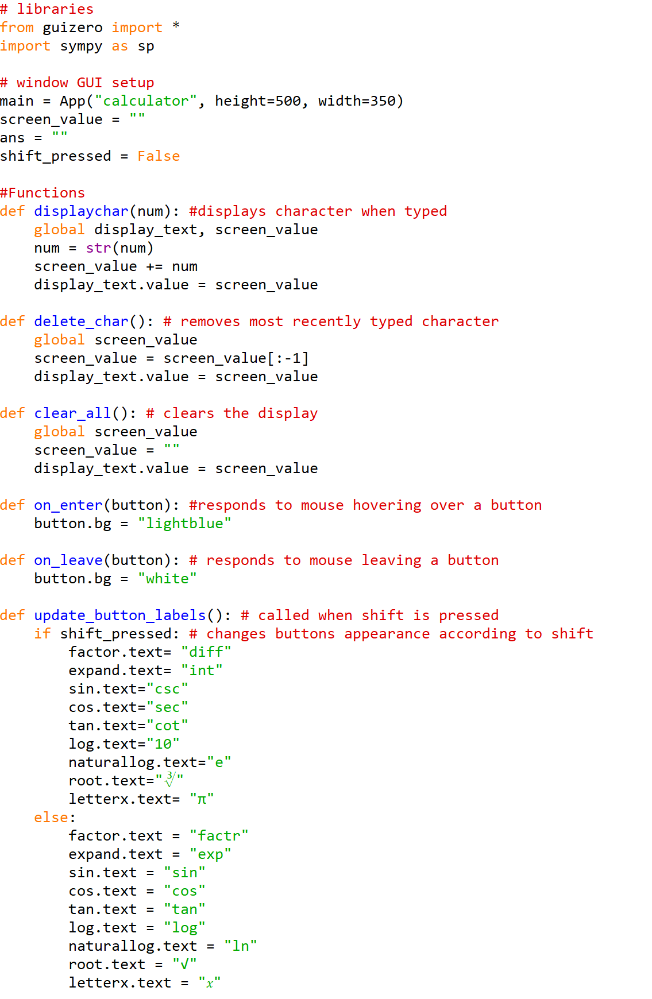 # libraries
from guizero import *
import sympy as sp
# window GUI setup
main = App("calculator", height=500, width=350)
screen_value = ""
ans = ""
shift_pressed = False
#Functions
def displaychar(num): #displays character when typed
    global display_text, screen_value
    num = str(num)
    screen_value += num
    display_text.value = screen_value
def delete_char(): # removes most recently typed character
    global screen_value
    screen_value = screen_value[:-1]
    display_text.value = screen_value
def clear_all(): # clears the display
    global screen_value
    screen_value = ""
    display_text.value = screen_value
def on_enter(button): #responds to mouse hovering over a button
    button.bg = "lightblue"
def on_leave(button): # responds to mouse leaving a button
    button.bg = "white"
def update_button_labels(): # called when shift is pressed
    if shift_pressed: # changes buttons appearance according to shift
        factor.text= "diff"
        expand.text= "int"
        sin.text="csc"
        cos.text="sec"
        tan.text="cot"
        log.text="10"
        naturallog.text="e"
        root.text="∛"
        letterx.text= "π"
    else:
        factor.text = "factr"
        expand.text = "exp"
        sin.text = "sin"
        cos.text = "cos"
        tan.text = "tan"
        log.text = "log"
        naturallog.text = "ln"
        root.text = "√"
        letterx.text = "𝑥"